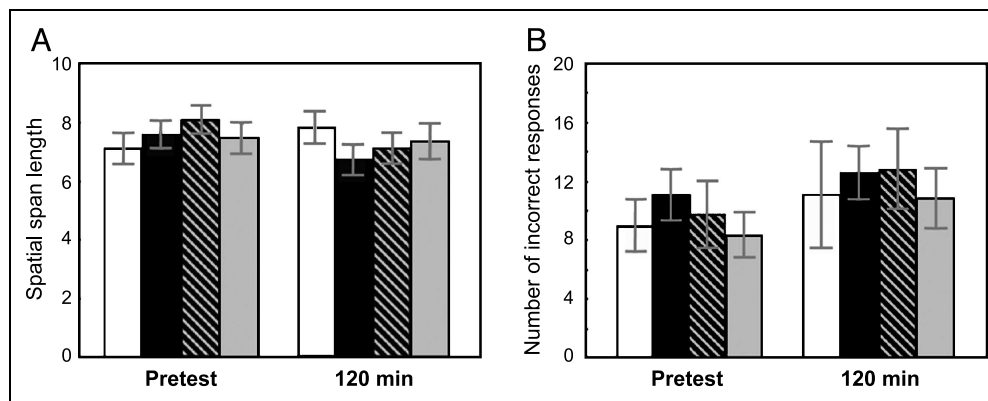 A
Spatial span length
10
8
6
4
2
0
Pretest
120 min
B
Number of incorrect responses
20
16
12
8
4
0
Pretest
120 min